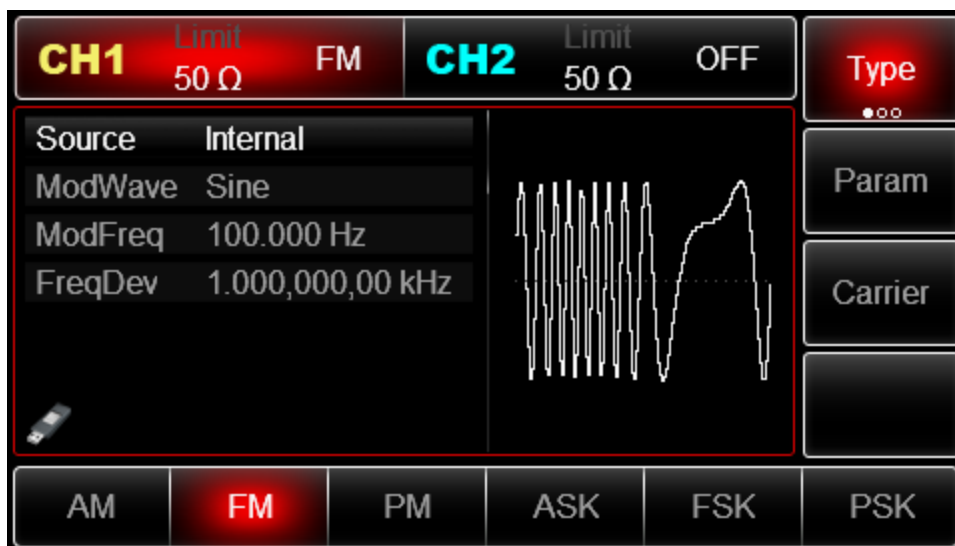 CH1 Limit 50 Ω FM CH2 Limit 50 Ω OFF Type
Source Internal
ModWave Sine
ModFreq 100.000 Hz
FreqDev 1.000,000,00 kHz
Param
Carrier
AM FM PM ASK FSK PSK